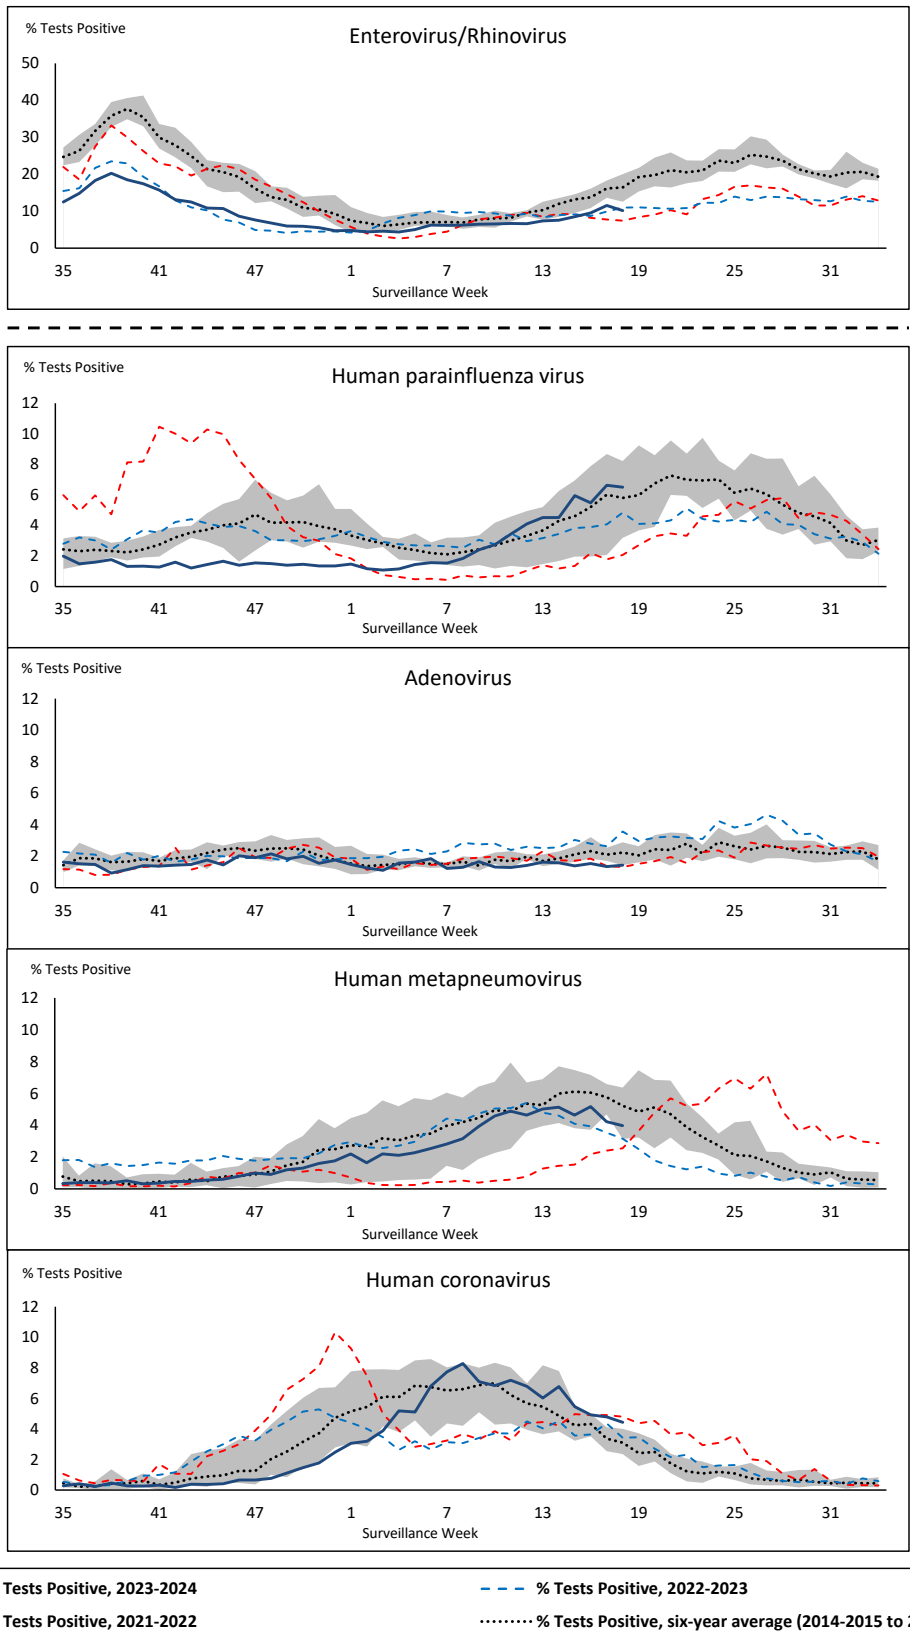 % Tests Positive
Enterovirus/Rhinovirus
50
40
30
20
10
0
35 41 47 1 7 13 19 25 31
Surveillance Week
% Tests Positive
Human parainfluenza virus
12
10
8
6
4
2
0
35 41 47 1 7 13 19 25 31
Surveillance Week
% Tests Positive
Adenovirus
12
10
8
6
4
2
0
35 41 47 1 7 13 19 25 31
Surveillance Week
% Tests Positive
Human metapneumovirus
12
10
8
6
4
2
0
35 41 47 1 7 13 19 25 31
Surveillance Week
% Tests Positive
Human coronavirus
12
10
8
6
4
2
0
35 41 47 1 7 13 19 25 31
Surveillance Week
Tests Positive, 2023-2024 % Tests Positive, 2022-2023
Tests Positive, 2021-2022 % Tests Positive, six-year average (2014-2015 to